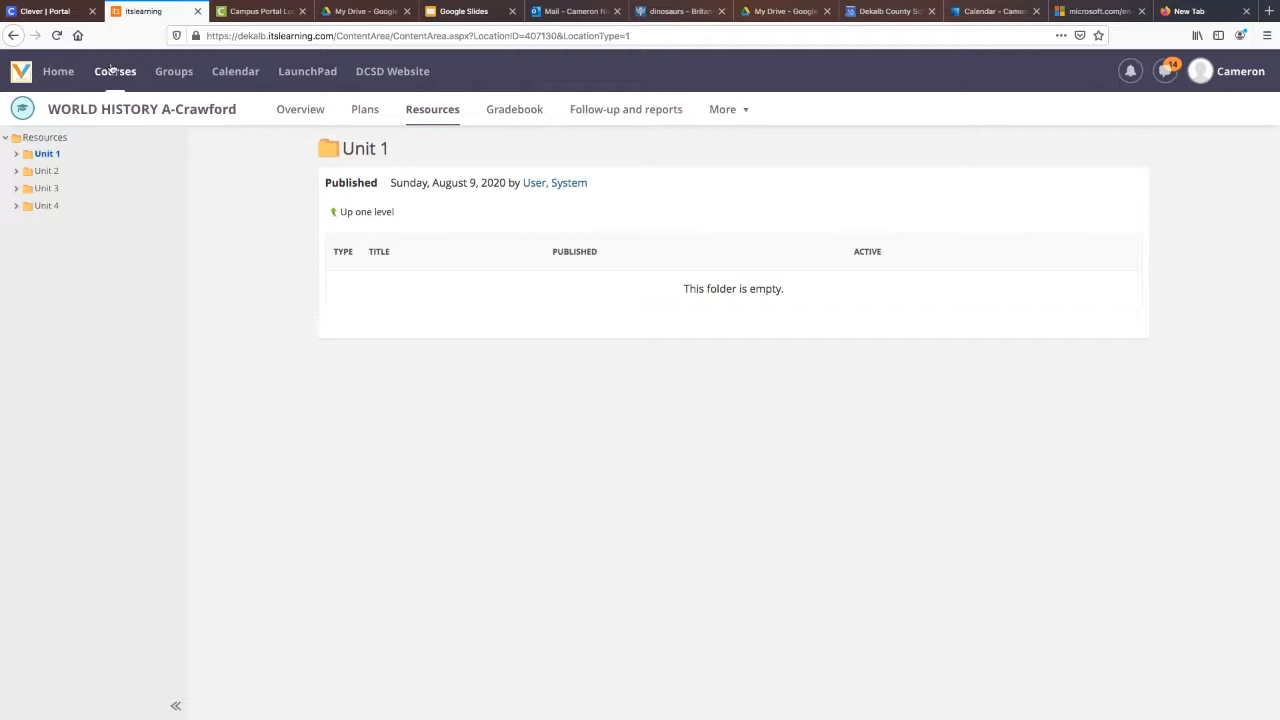 Clever | Portal
itslearning
Campus Portal Lo
My Drive - Google
Google Slides
Mail - Cameron Ni
dinosaurs - Britan
My Drive - Google
Dekalb County Sc
Calendar - Came
microsoft.com/en
New Tab
https://dekalb.itslearning.com/ContentArea/ContentArea.aspx?LocationID=407130&LocationType=1
Home Courses Groups Calendar LaunchPad DCSD Website 14 Cameron
WORLD HISTORY A-Crawford Overview Plans Resources Gradebook Follow-up and reports More
Resources
Unit 1
Unit 2
Unit 3
Unit 4
Unit 1
Published Sunday, August 9, 2020 by User, System
Up one level
TYPE TITLE PUBLISHED ACTIVE
This folder is empty.